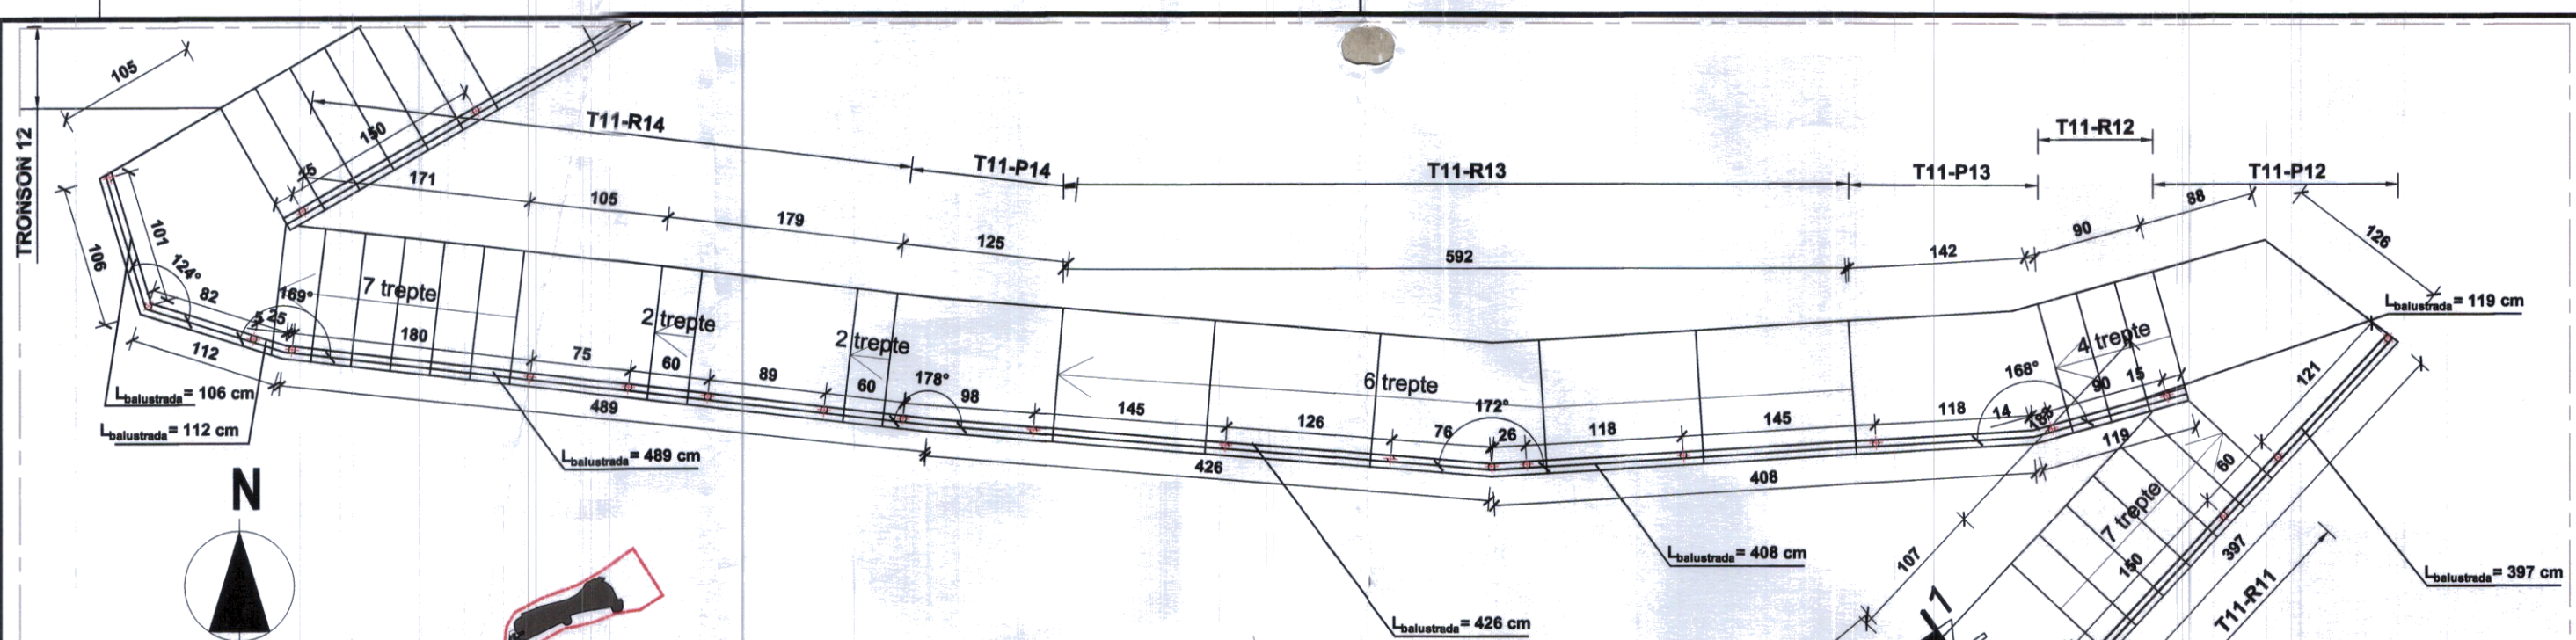 TRONSON 12
105
150
15
T11-R14
T11-P14
T11-R13
T11-P13
T11-R12
T11-P12
171
105
179
125
592
142
90
88
126
106
101
124°
82
169°
5
25
112
7 trepte
180
75
2 trepte
60
89
2 trepte
60
178°
98
145
6 trepte
126
76
172°
26
118
145
118
14
168°
4 trepte
90
15
119
121
489
426
408
Lbalustrada= 119 cm
Lbalustrada= 106 cm
Lbalustrada= 112 cm
Lbalustrada= 489 cm
Lbalustrada= 426 cm
Lbalustrada= 408 cm
Lbalustrada= 397 cm
N
107
7 trepte
60
150
397
T11-R11
1